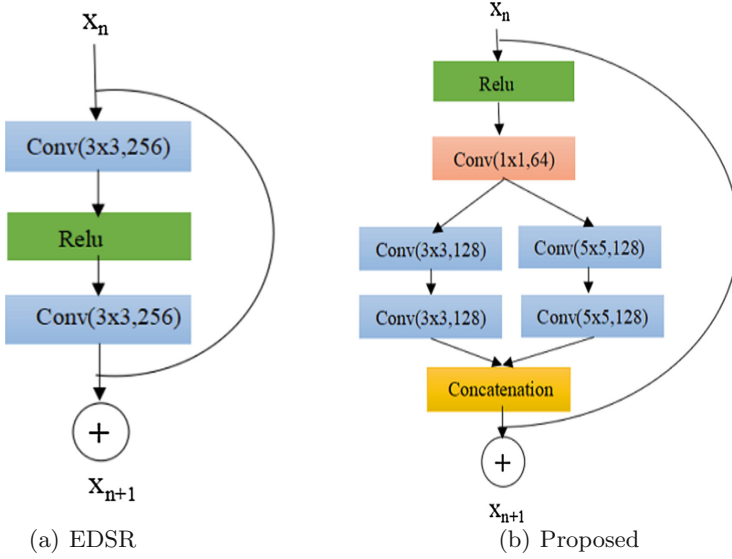 Xn
Conv(3x3,256)
Relu
Conv(3x3,256)
+
Xn+1
(a) EDSR
Xn
Relu
Conv(1x1,64)
Conv(3x3,128) Conv(5x5,128)
Conv(3x3,128) Conv(5x5,128)
Concatenation
+
Xn+1
(b) Proposed